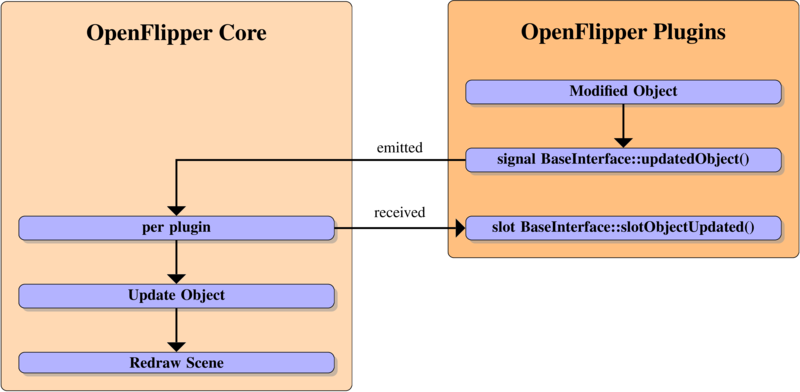 OpenFlipper Core
OpenFlipper Plugins
Modified Object
emitted
signal BaseInterface::updatedObject()
received
per plugin
slot BaseInterface::slotObjectUpdated()
Update Object
Redraw Scene